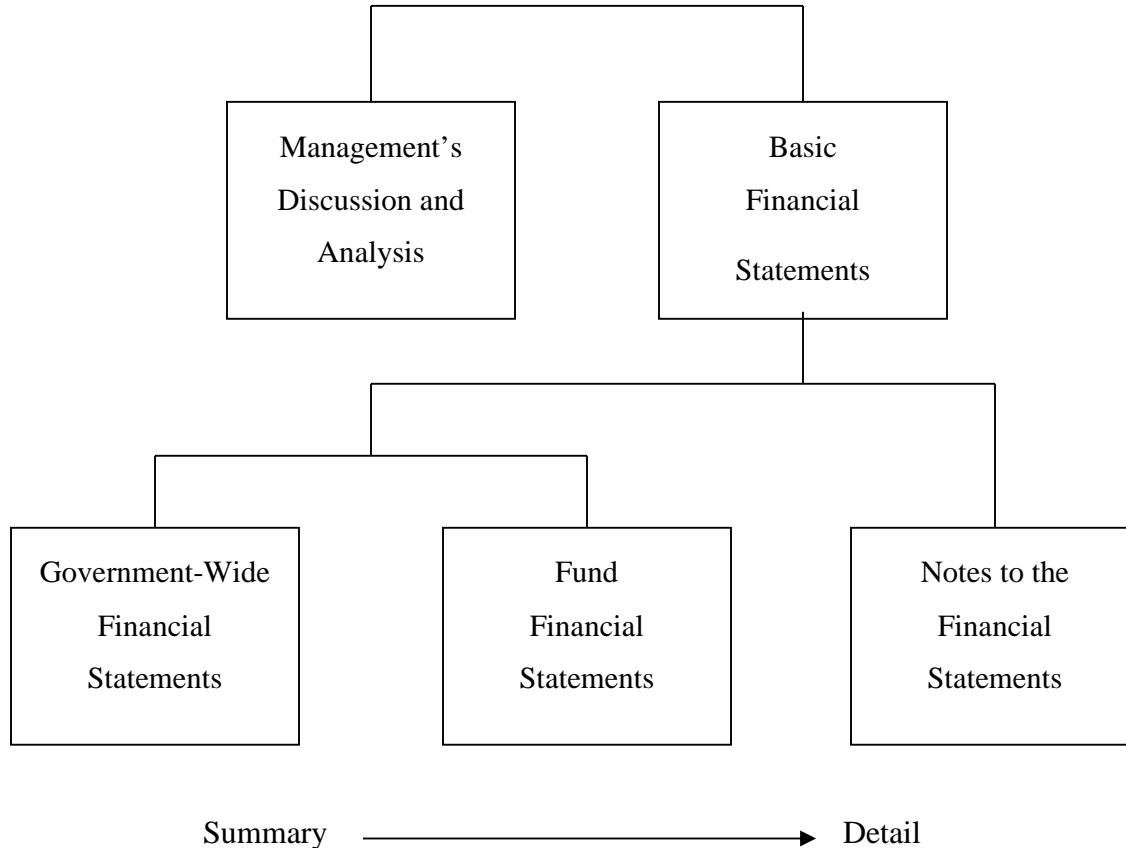 Management’s
Discussion and
Analysis
Basic
Financial
Statements
Government-Wide
Financial
Statements
Fund
Financial
Statements
Notes to the
Financial
Statements
Summary
Detail